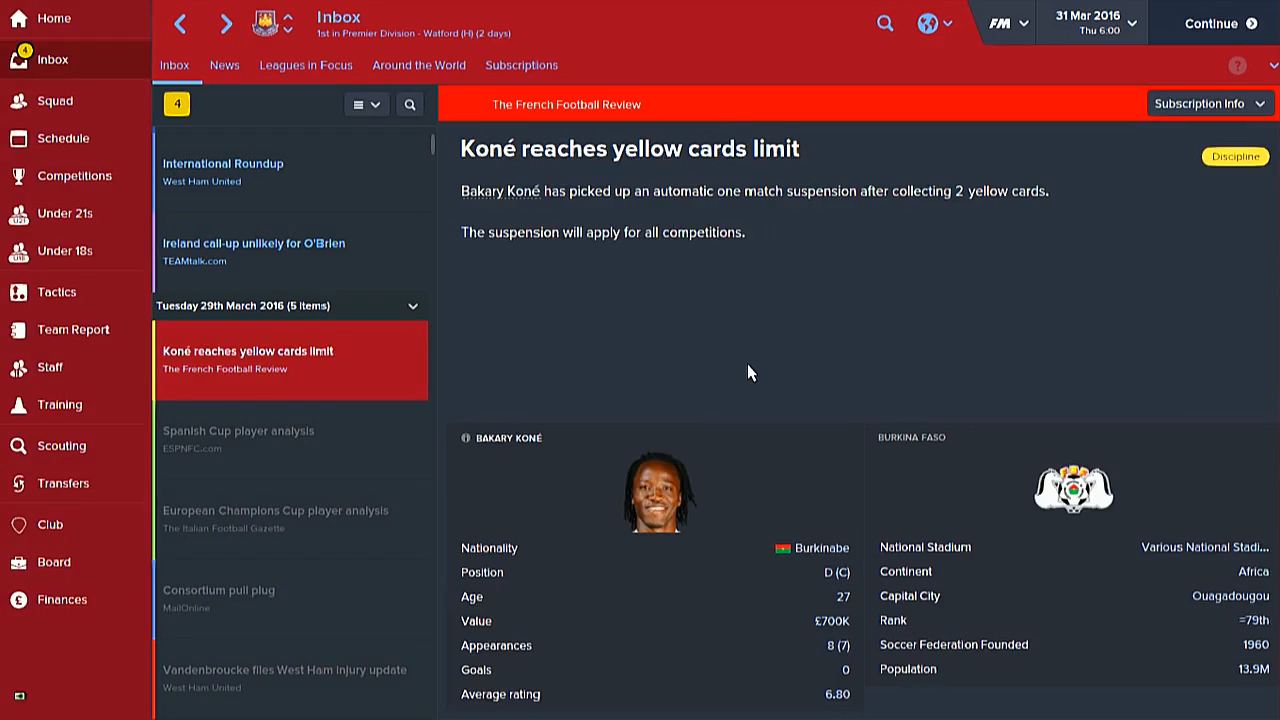 Home
4
Inbox
Squad
Schedule
Competitions
Under 21s
Under 18s
Tactics
Team Report
Staff
Training
Scouting
Transfers
Club
Board
Finances
Inbox
1st in Premier Division - Watford (H) (2 days)
FM
31 Mar 2016
Thu 6:00
Continue
Inbox
News
Leagues in Focus
Around the World
Subscriptions
?
4
International Roundup
West Ham United
Ireland call-up unlikely for O'Brien
TEAMtalk.com
Tuesday 29th March 2016 (5 items)
Koné reaches yellow cards limit
The French Football Review
Spanish Cup player analysis
ESPNFC.com
European Champions Cup player analysis
The Italian Football Gazette
Consortium pull plug
MailOnline
Vandenbroucke files West Ham injury update
West Ham United
The French Football Review
Subscription Info
Koné reaches yellow cards limit
Discipline
Bakary Koné has picked up an automatic one match suspension after collecting 2 yellow cards.
The suspension will apply for all competitions.
BAKARY KONÉ
Nationality Burkinabe
Position D (C)
Age 27
Value £700K
Appearances 8 (7)
Goals 0
Average rating 6.80
BURKINA FASO
National Stadium Various National Stadi...
Continent Africa
Capital City Ouagadougou
Rank =79th
Soccer Federation Founded 1960
Population 13.9M